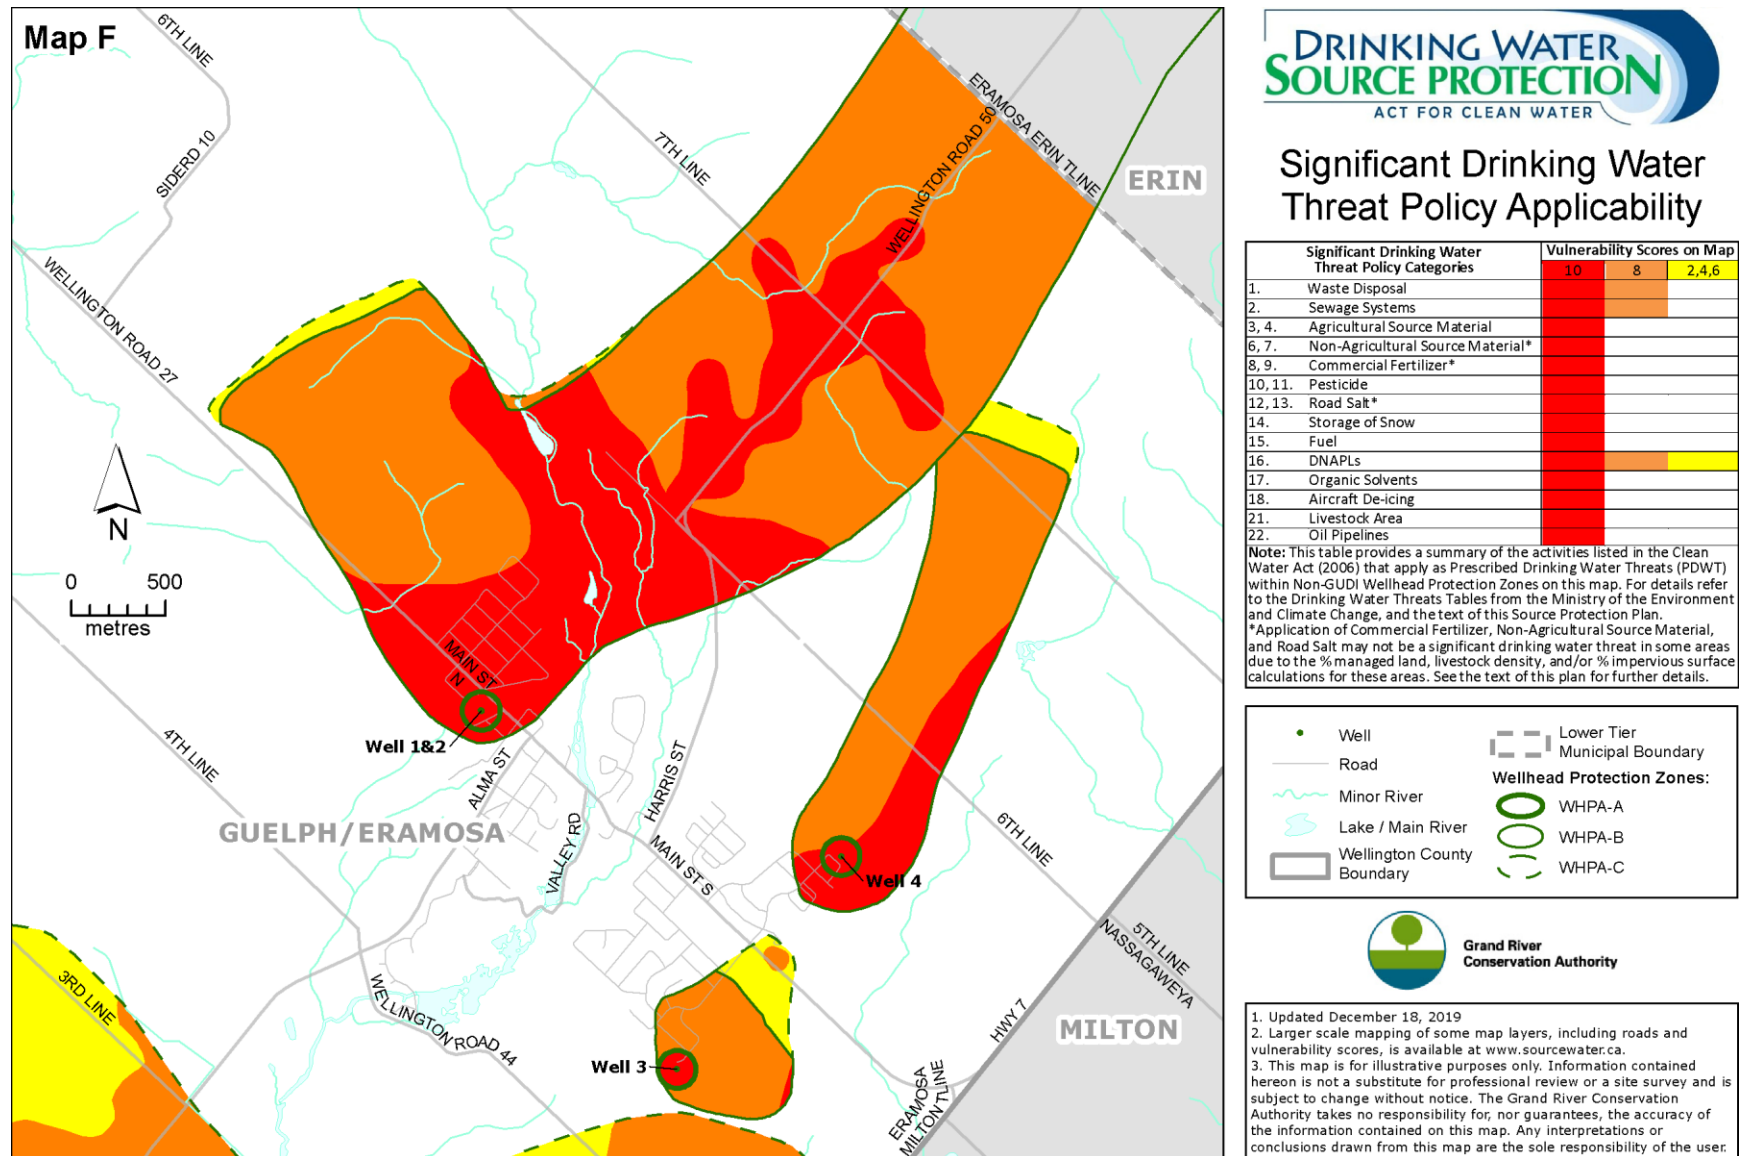 Map F
6TH LINE
SIDERD 10
7TH LINE
ERAMOSA ERIN TLINE
WELLINGTON ROAD 50
ERIN
WELLINGTON ROAD 27
N
0 500
metres
MAIN ST
N
4TH LINE
Well 1&2
ALMA ST
HARRIS ST
GUELPH/ERAMOSA
VALLEY RD
MAIN ST S
6TH LINE
Well 4
5TH LINE
NASSAGAWEYA
3RD LINE
WELLINGTON ROAD 44
HWY 7
MILTON
Well 3
ERAMOSA
MILTON TLINE
DRINKING WATER
SOURCE PROTECTION
ACT FOR CLEAN WATER
Significant Drinking Water
Threat Policy Applicability
Significant Drinking Water Vulnerability Scores on Map
Threat Policy Categories 10 8 2,4,6
1. Waste Disposal
2. Sewage Systems
3, 4. Agricultural Source Material
6, 7. Non-Agricultural Source Material*
8, 9. Commercial Fertilizer*
10, 11. Pesticide
12, 13. Road Salt*
14. Storage of Snow
15. Fuel
16. DNAPLs
17. Organic Solvents
18. Aircraft De-icing
21. Livestock Area
22. Oil Pipelines
Note: This table provides a summary of the activities listed in the Clean
Water Act (2006) that apply as Prescribed Drinking Water Threats (PDWT)
within Non-GUDI Wellhead Protection Zones on this map. For details refer
to the Drinking Water Threats Tables from the Ministry of the Environment
and Climate Change, and the text of this Source Protection Plan.
*Application of Commercial Fertilizer, Non-Agricultural Source Material,
and Road Salt may not be a significant drinking water threat in some areas
due to the % managed land, livestock density, and/or % impervious surface
calculations for these areas. See the text of this plan for further details.
Well
Road
Minor River
Lake / Main River
Wellington County
Boundary
Lower Tier
Municipal Boundary
Wellhead Protection Zones:
WHPA-A
WHPA-B
WHPA-C
Grand River
Conservation Authority
1. Updated December 18, 2019
2. Larger scale mapping of some map layers, including roads and
vulnerability scores, is available at www.sourcewater.ca.
3. This map is for illustrative purposes only. Information contained
hereon is not a substitute for professional review or a site survey and is
subject to change without notice. The Grand River Conservation
Authority takes no responsibility for, nor guarantees, the accuracy of
the information contained on this map. Any interpretations or
conclusions drawn from this map are the sole responsibility of the user.